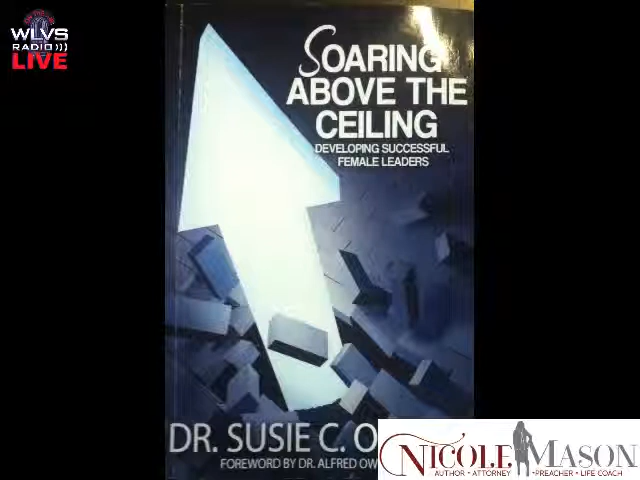 WLVS
RADIO
LIVE
SOARING
ABOVE THE
CEILING
DEVELOPING SUCCESSFUL
FEMALE LEADERS
DR. SUSIE C.
FOREWORD BY DR. ALFRED
NICOLE MASON
AUTHOR • ATTORNEY • PREACHER • LIFE COACH